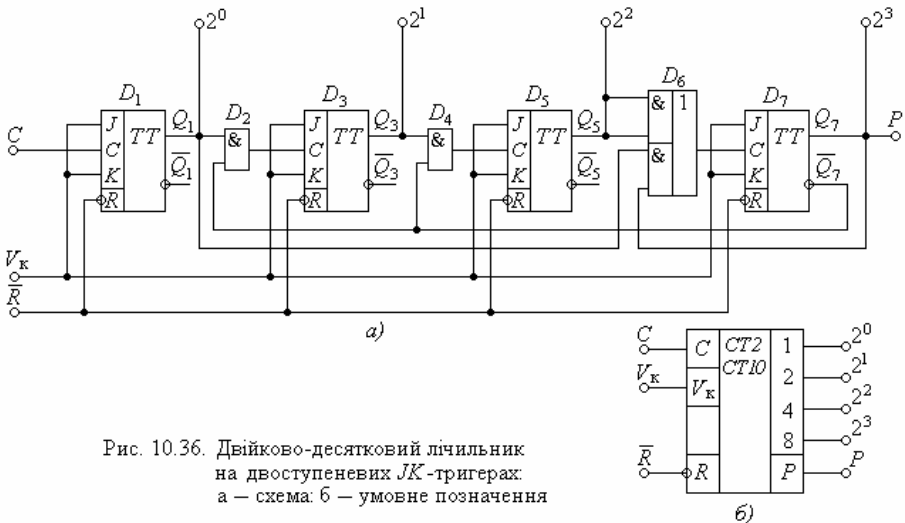 2⁰ 2¹ 2² 2³
D₁ D₂ D₃ D₄ D₅ D₆ D₇
C J C K R TT Q₁ Q̅₁ & J C K R TT Q₃ Q̅₃ & J C K R TT Q₅ Q̅₅ & & 1 J C K R TT Q₇ Q̅₇ P
Vк
R̅
а)
C Vк R̅ C Vк R CT2 CT10 1 2 4 8 P 2⁰ 2¹ 2² 2³ P
Рис. 10.36. Двійково-десятковий лічильник
на двоступеневих JK-тригерах:
а — схема: б — умовне позначення
б)